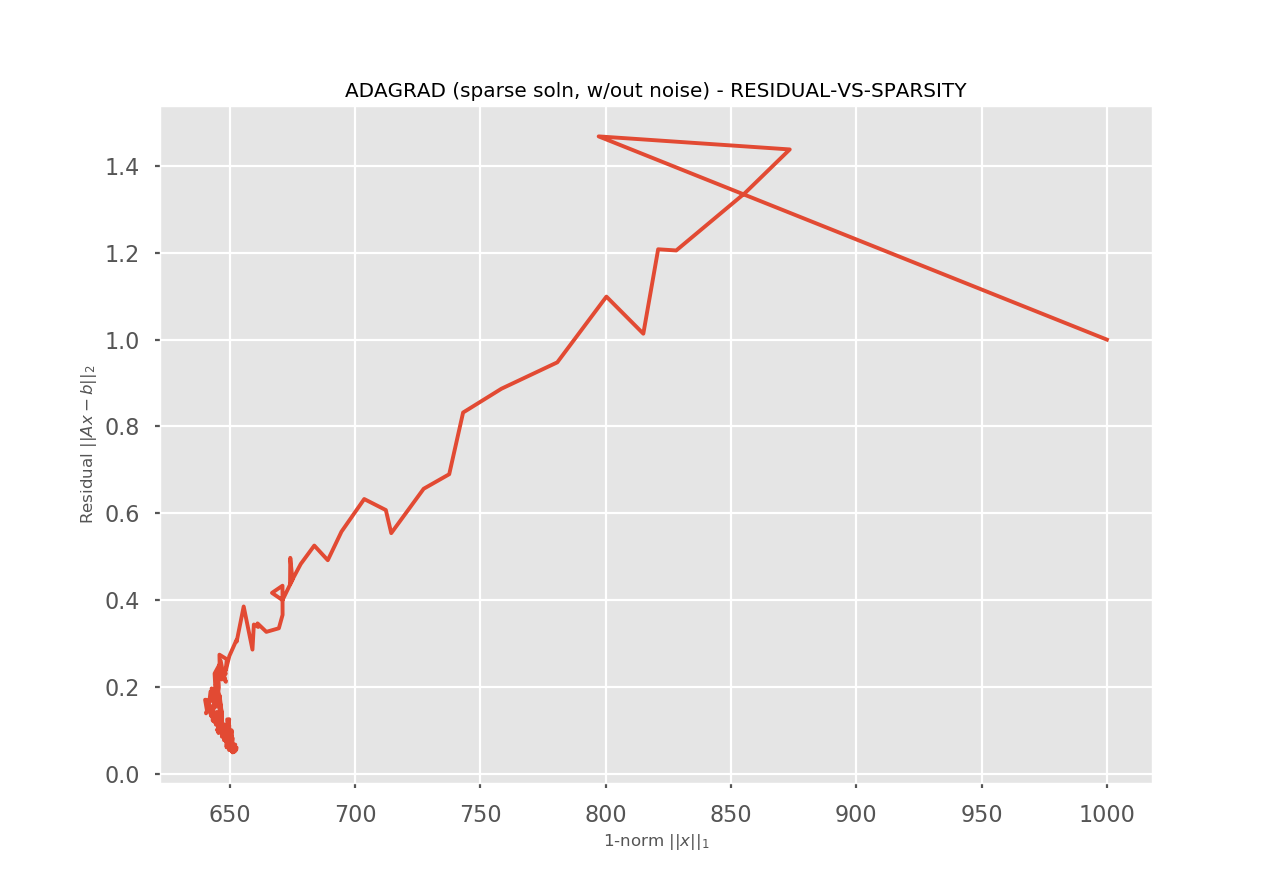 ADAGRAD (sparse soln, w/out noise) - RESIDUAL-VS-SPARSITY
1.4
1.2
1.0
0.8
0.6
0.4
0.2
0.0
Residual ||Ax − b||₂
650 700 750 800 850 900 950 1000
1-norm ||x||₁